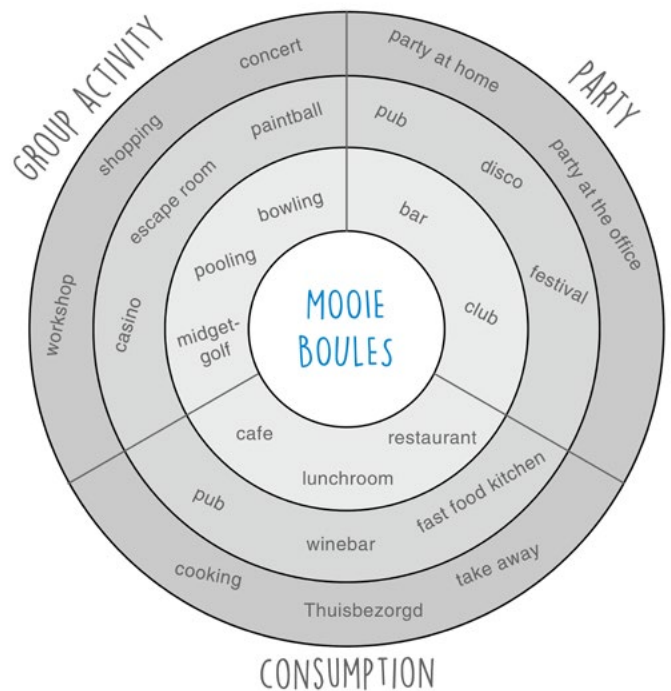 GROUP ACTIVITY
concert
shopping
workshop
paintball
escape room
casino
bowling
pooling
midget-
golf
PARTY
party at home
party at the office
pub
disco
festival
bar
club
MOOIE
BOULES
cafe
restaurant
lunchroom
pub
winebar
fast food kitchen
cooking
Thuisbezorgd
take away
CONSUMPTION